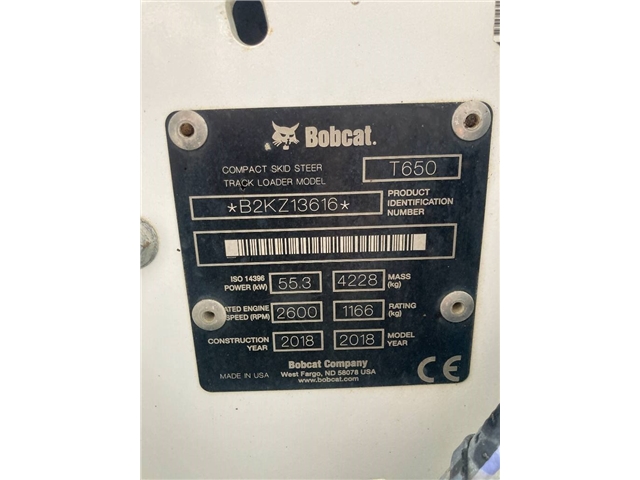 Bobcat.
COMPACT SKID STEER
TRACK LOADER MODEL
T650
*B2KZ13616*
PRODUCT
IDENTIFICATION
NUMBER
ISO 14396
POWER (kW)
55.3
4228
MASS
(kg)
ENGINE
SPEED (RPM)
2600
1166
RATING
(kg)
CONSTRUCTION
YEAR
2018
2018
MODEL
YEAR
MADE IN USA
Bobcat Company
West Fargo, ND 58078 USA
www.bobcat.com
CE